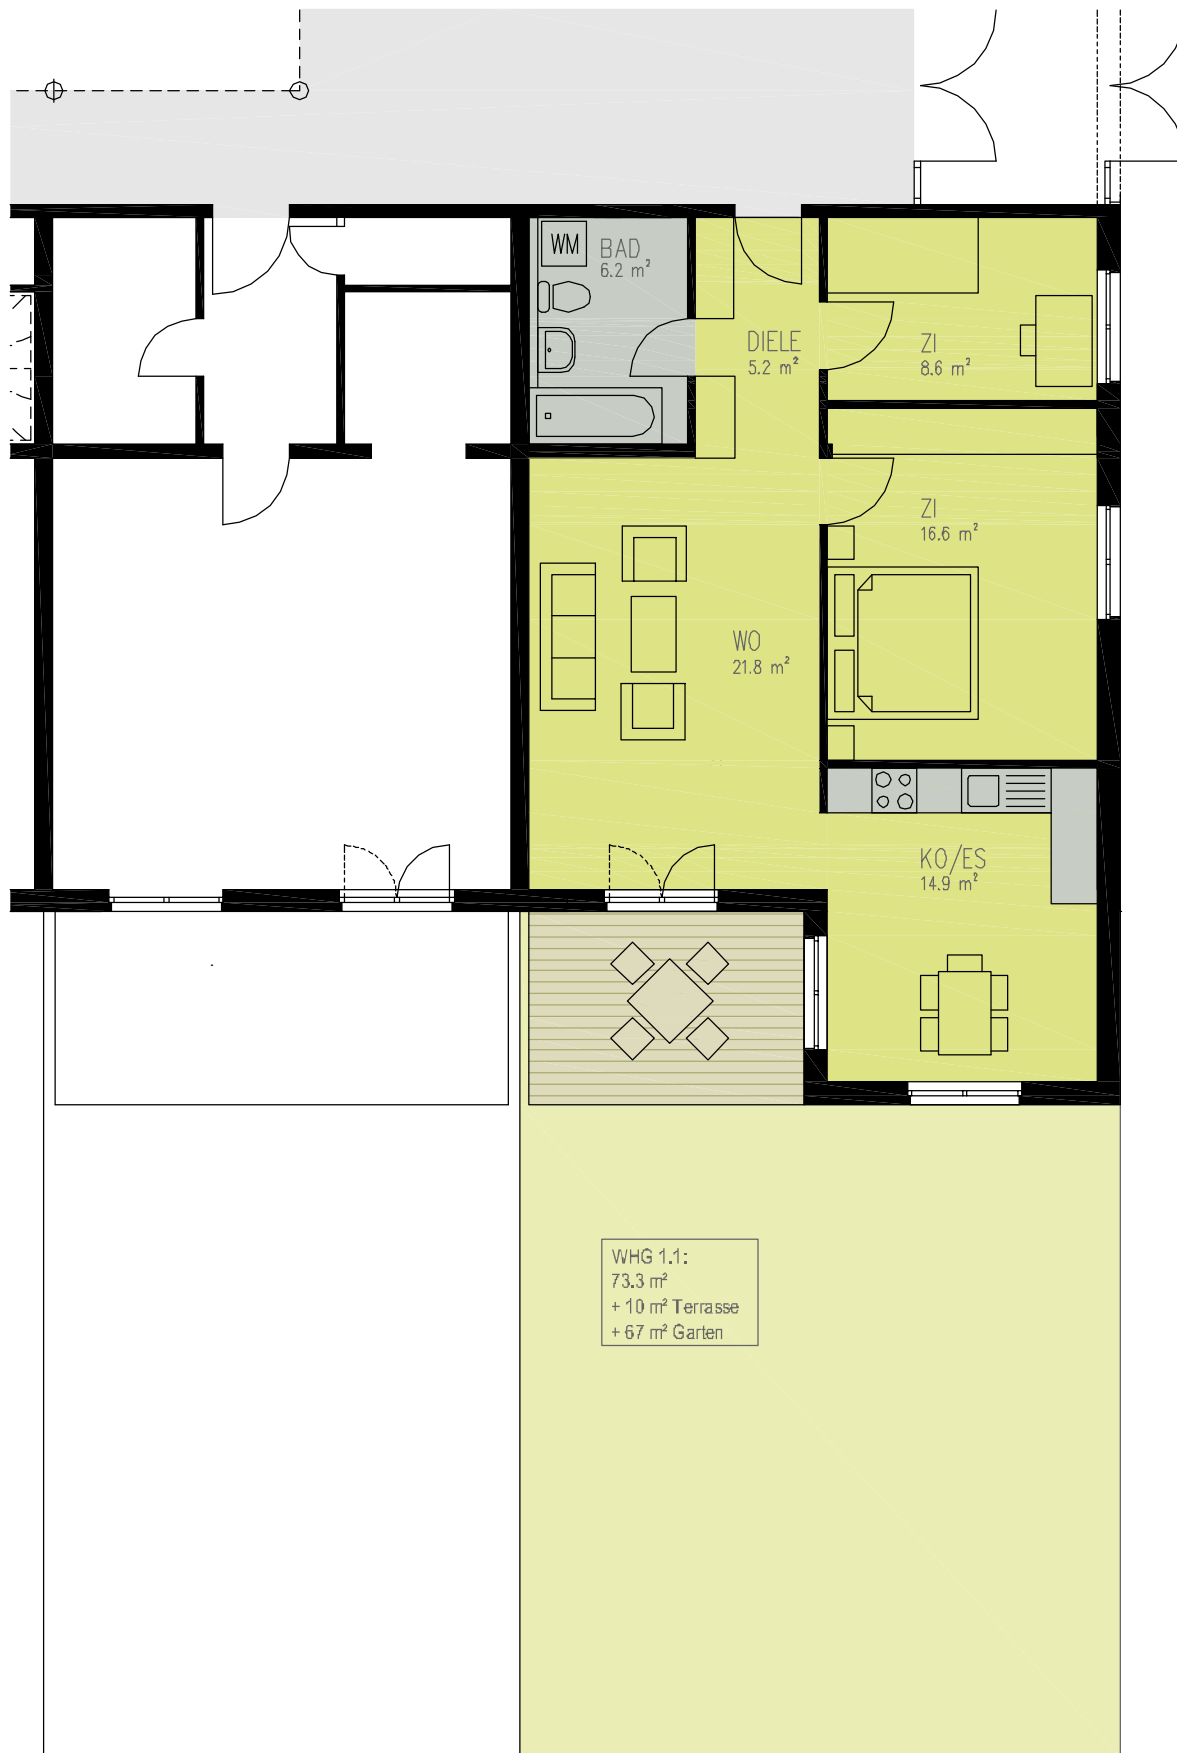 WM
BAD
6.2 m²
DIELE
5.2 m²
ZI
8.6 m²
ZI
16.6 m²
WO
21.8 m²
KO/ES
14.9 m²
WHG 1.1:
73.3 m²
+ 10 m² Terrasse
+ 67 m² Garten